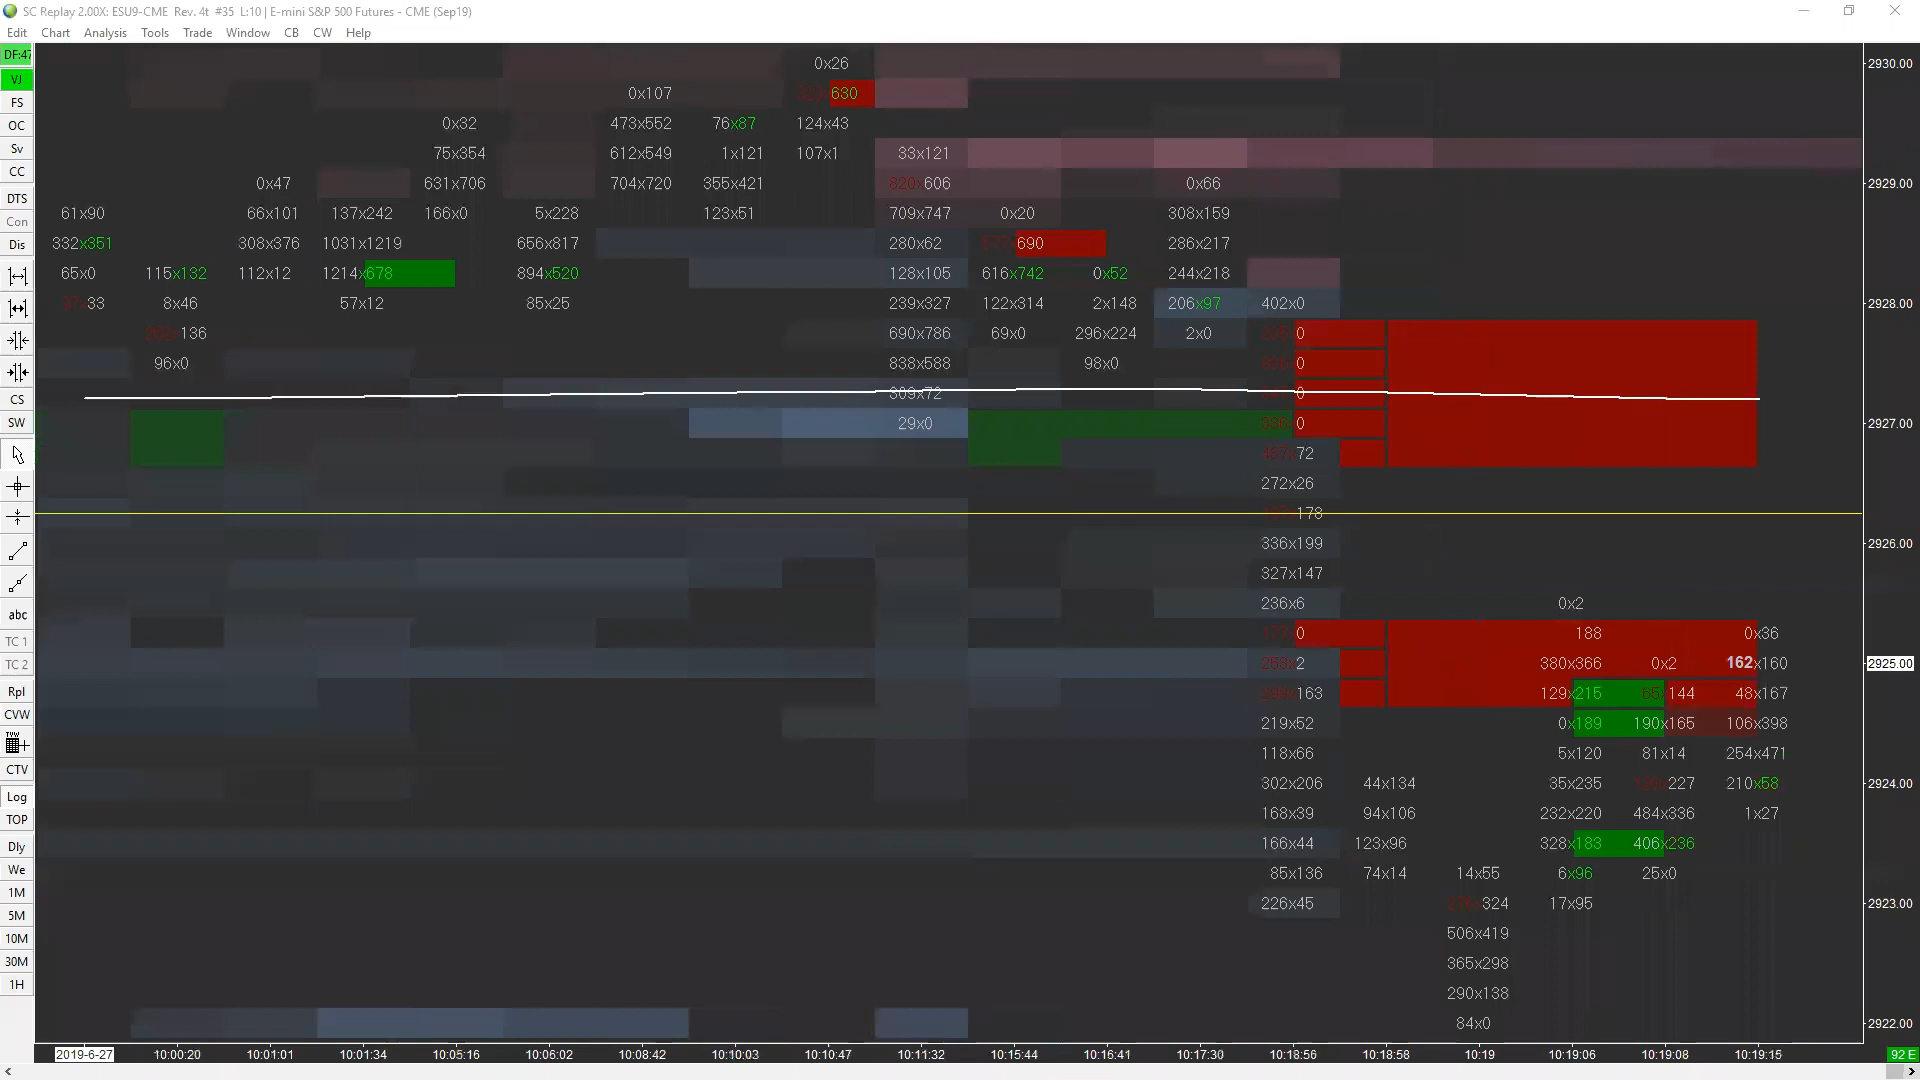 SC Replay 2.00X: ESU9-CME Rev. 4t #35 L:10 | E-mini S&P 500 Futures - CME (Sep19)
Edit Chart Analysis Tools Trade Window CB CW Help
DF:47
VJ
FS
OC
Sv
CC
DTS
Con
Dis
CS
SW
abc
TC 1
TC 2
Rpl
CVW
TVW
CTV
Log
TOP
Dly
We
1M
5M
10M
30M
1H
0x26 2930.00
0x107 630
0x32 473x552 76x87 124x43
75x354 612x549 1x121 107x1 33x121
0x47 631x706 704x720 355x421 820x606 0x66 2929.00
61x90 66x101 137x242 166x0 5x228 123x51 709x747 0x20 308x159
332x351 308x376 1031x1219 656x817 280x62 690 286x217
65x0 115x132 112x12 1214x678 894x520 128x105 616x742 0x52 244x218
33 8x46 57x12 85x25 239x327 122x314 2x148 206x97 402x0 2928.00
136 690x786 69x0 296x224 2x0 0
96x0 838x588 98x0 0
309x72 0
29x0 0 2927.00
72
272x26
178
336x199 2926.00
327x147
236x6 0x2
0 188 0x36
2 380x366 0x2 162x160 2925.00
163 129x215 65x144 48x167
219x52 0x189 190x165 106x398
118x66 5x120 81x14 254x471
302x206 44x134 35x235 227 210x58 2924.00
168x39 94x106 232x220 484x336 1x27
166x44 123x96 328x183 406x236
85x136 74x14 14x55 6x96 25x0
226x45 324 17x95 2923.00
506x419
365x298
290x138
84x0 2922.00
2019-6-27 10:00:20 10:01:01 10:01:34 10:05:16 10:06:02 10:08:42 10:10:03 10:10:47 10:11:32 10:15:44 10:16:41 10:17:30 10:18:56 10:18:58 10:19 10:19:06 10:19:08 10:19:15 92 E